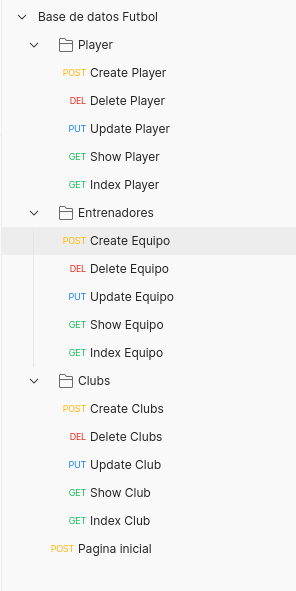 Base de datos Futbol
Player
POST Create Player
DEL Delete Player
PUT Update Player
GET Show Player
GET Index Player
Entrenadores
POST Create Equipo
DEL Delete Equipo
PUT Update Equipo
GET Show Equipo
GET Index Equipo
Clubs
POST Create Clubs
DEL Delete Clubs
PUT Update Club
GET Show Club
GET Index Club
POST Pagina inicial